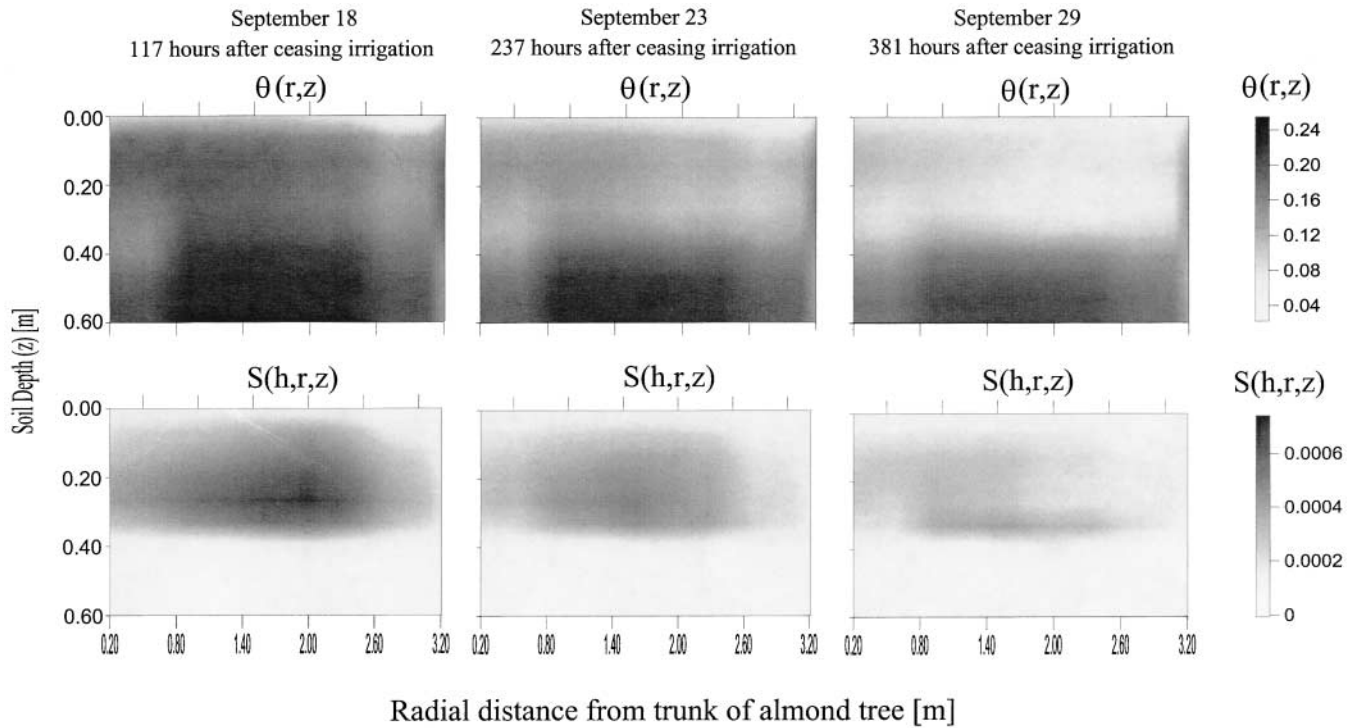 September 18
117 hours after ceasing irrigation
September 23
237 hours after ceasing irrigation
September 29
381 hours after ceasing irrigation
θ(r,z)
θ(r,z)
θ(r,z)
θ(r,z)
0.00
0.20
0.40
0.60
0.24
0.20
0.16
0.12
0.08
0.04
Soil Depth (z) [m]
S(h,r,z)
S(h,r,z)
S(h,r,z)
S(h,r,z)
0.00
0.20
0.40
0.60
0.0006
0.0004
0.0002
0
0.20 0.80 1.40 2.00 2.60 3.20
0.20 0.80 1.40 2.00 2.60 3.20
0.20 0.80 1.40 2.00 2.60 3.20
Radial distance from trunk of almond tree [m]